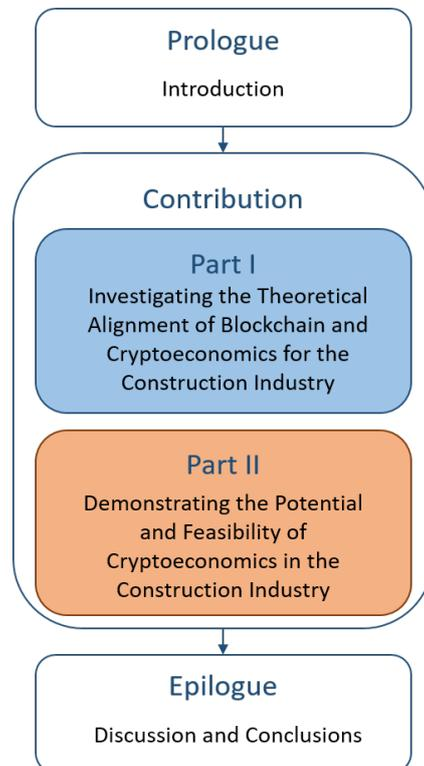 Prologue
Introduction
Contribution
Part I
Investigating the Theoretical
Alignment of Blockchain and
Cryptoeconomics for the
Construction Industry
Part II
Demonstrating the Potential
and Feasibility of
Cryptoeconomics in the
Construction Industry
Epilogue
Discussion and Conclusions